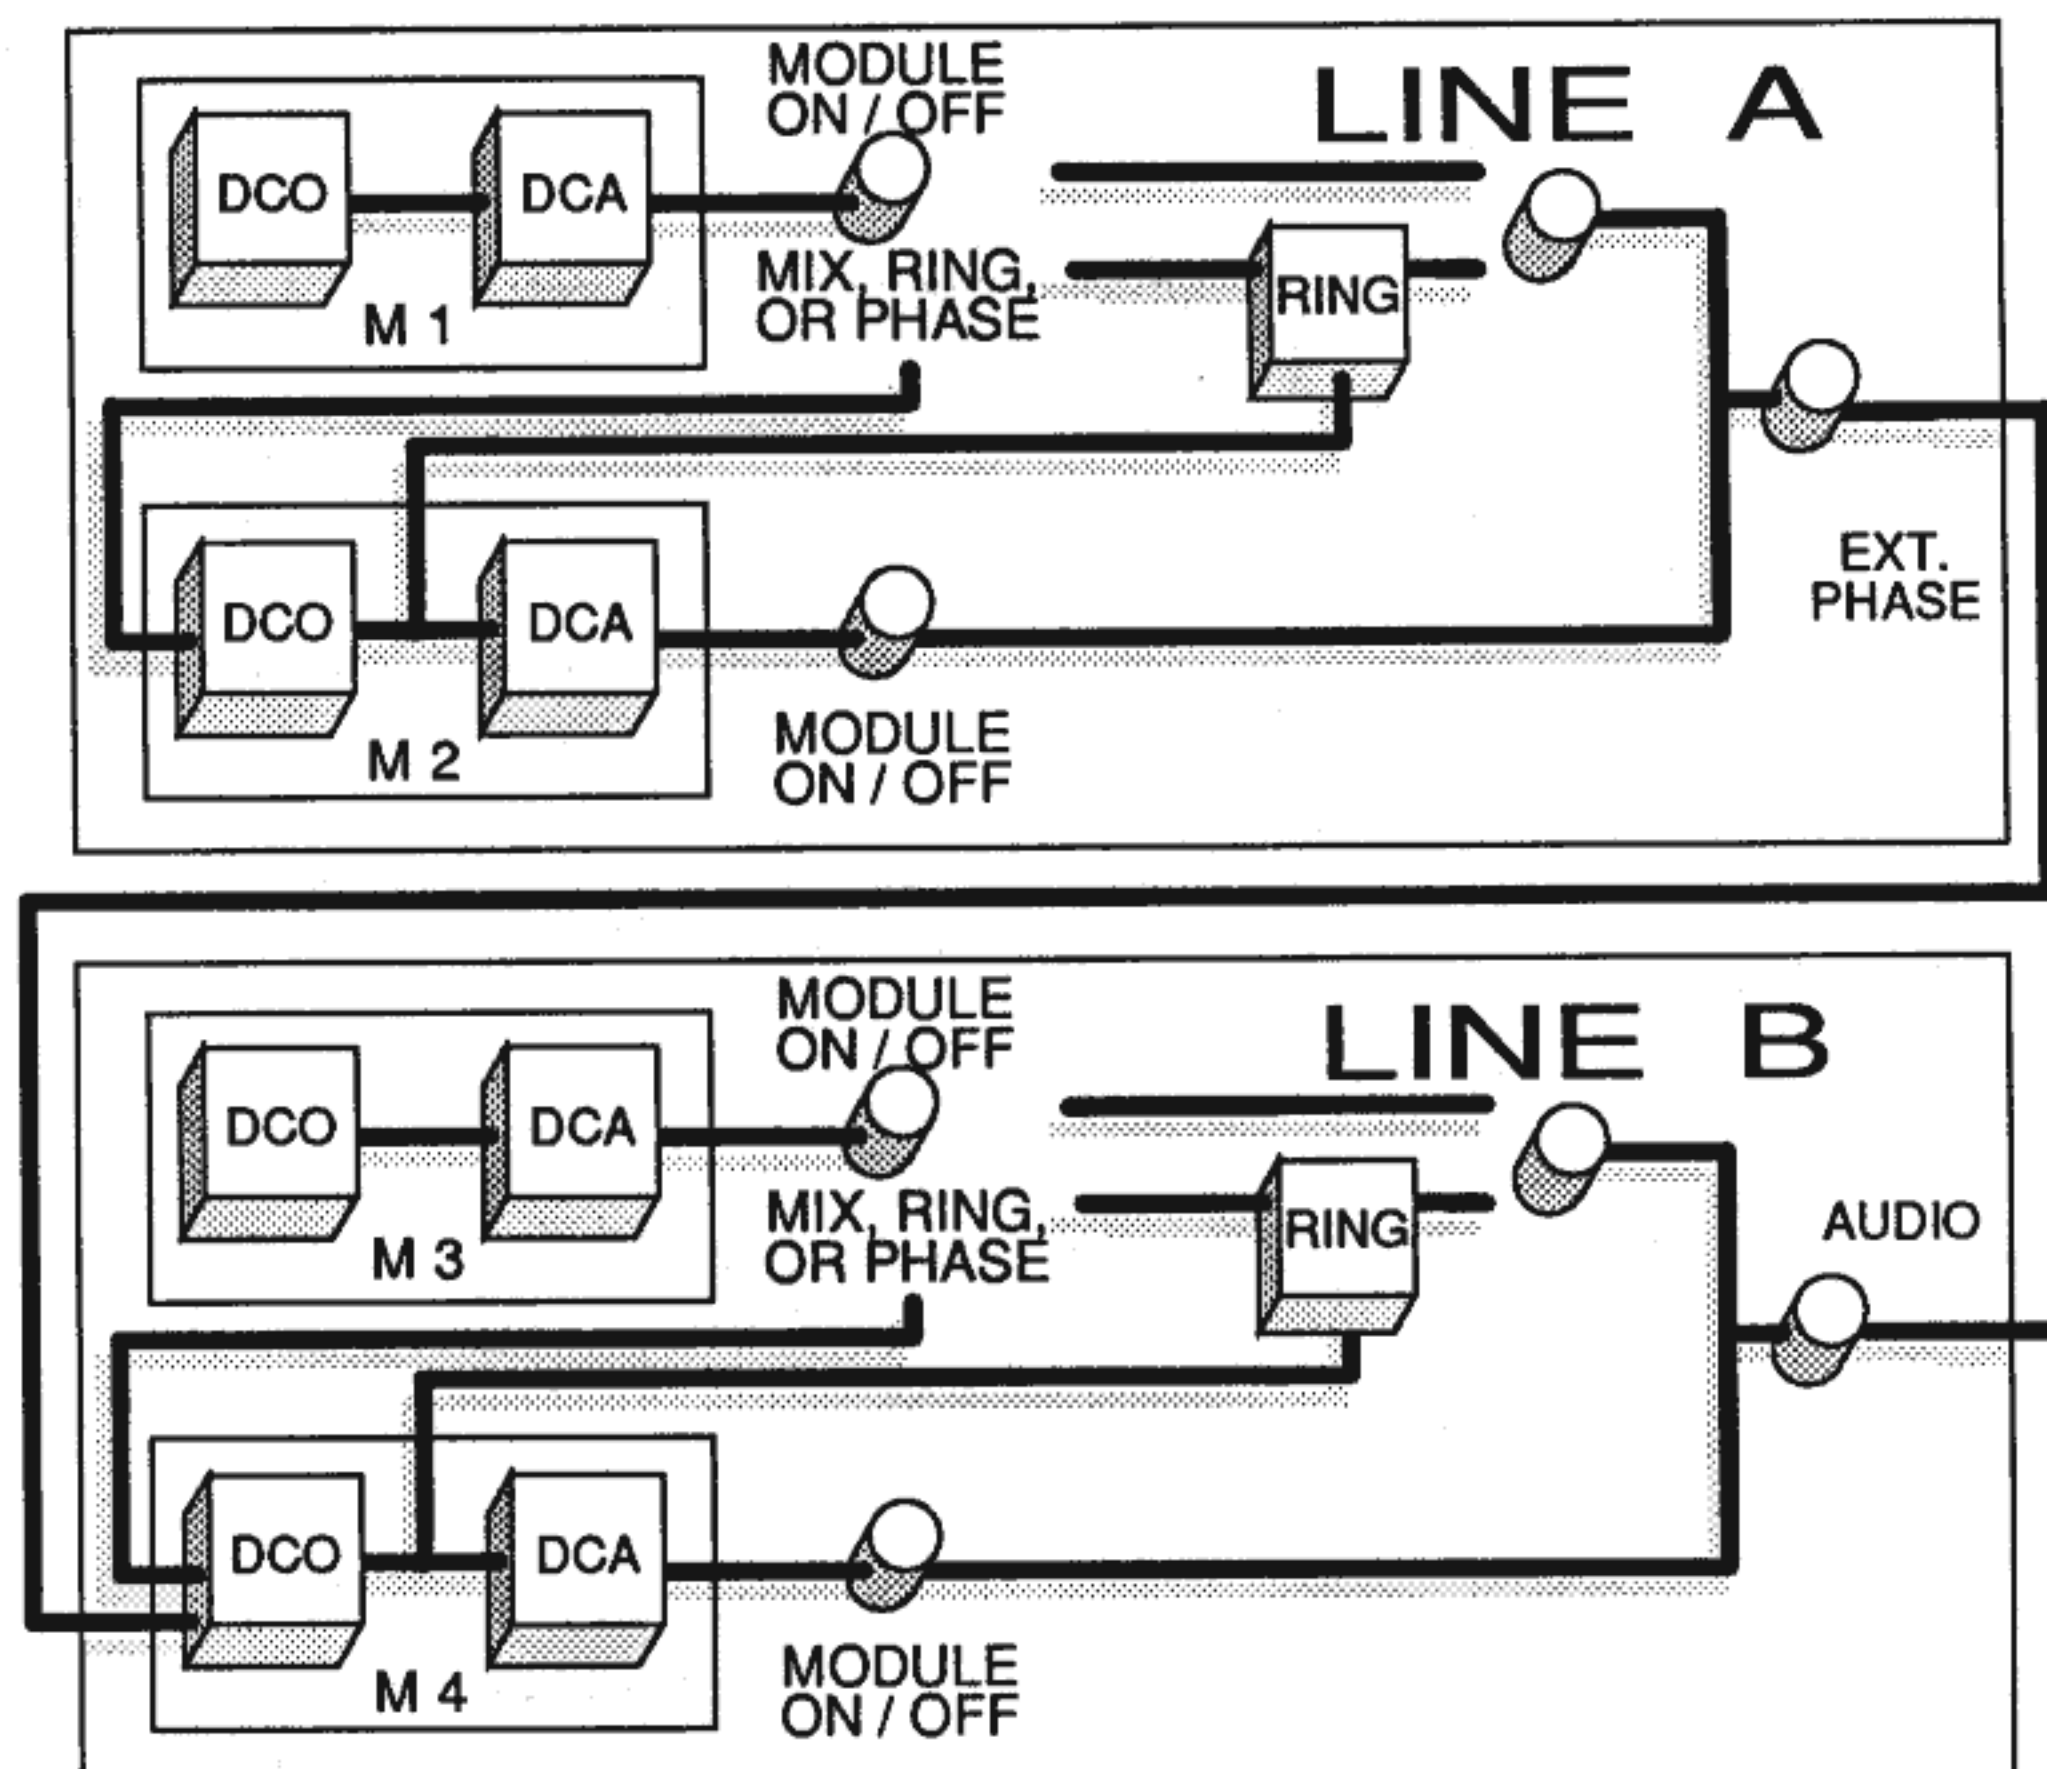 MODULE
ON / OFF
LINE A
DCO
DCA
M 1
MIX, RING,
OR PHASE
RING
EXT.
PHASE
DCO
DCA
M 2
MODULE
ON / OFF
MODULE
ON / OFF
LINE B
DCO
DCA
M 3
MIX, RING,
OR PHASE
RING
AUDIO
DCO
DCA
M 4
MODULE
ON / OFF